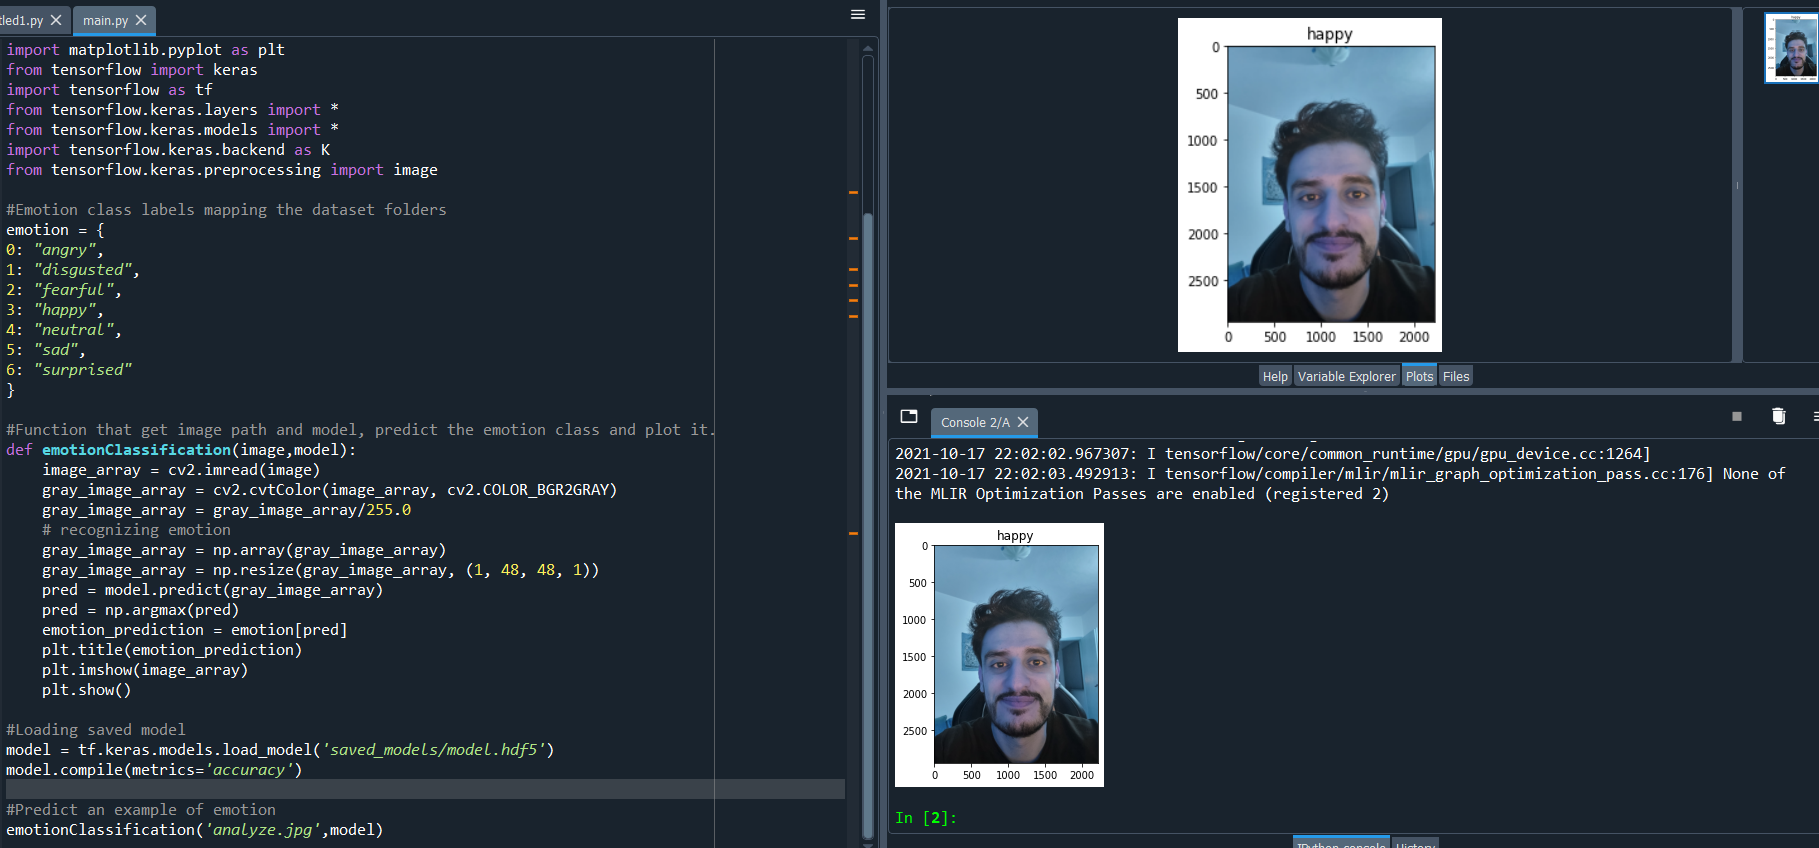 tled1.py
main.py
import matplotlib.pyplot as plt
from tensorflow import keras
import tensorflow as tf
from tensorflow.keras.layers import *
from tensorflow.keras.models import *
import tensorflow.keras.backend as K
from tensorflow.keras.preprocessing import image
#Emotion class labels mapping the dataset folders
emotion = {
0: "angry",
1: "disgusted",
2: "fearful",
3: "happy",
4: "neutral",
5: "sad",
6: "surprised"
}
#Function that get image path and model, predict the emotion class and plot it.
def emotionClassification(image,model):
    image_array = cv2.imread(image)
    gray_image_array = cv2.cvtColor(image_array, cv2.COLOR_BGR2GRAY)
    gray_image_array = gray_image_array/255.0
    # recognizing emotion
    gray_image_array = np.array(gray_image_array)
    gray_image_array = np.resize(gray_image_array, (1, 48, 48, 1))
    pred = model.predict(gray_image_array)
    pred = np.argmax(pred)
    emotion_prediction = emotion[pred]
    plt.title(emotion_prediction)
    plt.imshow(image_array)
    plt.show()
#Loading saved model
model = tf.keras.models.load_model('saved_models/model.hdf5')
model.compile(metrics='accuracy')
#Predict an example of emotion
emotionClassification('analyze.jpg',model)
happy
0
500
1000
1500
2000
2500
0 500 1000 1500 2000
Help Variable Explorer Plots Files
Console 2/A
2021-10-17 22:02:02.967307: I tensorflow/core/common_runtime/gpu/gpu_device.cc:1264]
2021-10-17 22:02:03.492913: I tensorflow/compiler/mlir/mlir_graph_optimization_pass.cc:176] None of
the MLIR Optimization Passes are enabled (registered 2)
happy
0
500
1000
1500
2000
2500
0 500 1000 1500 2000
In [2]:
IPython console History